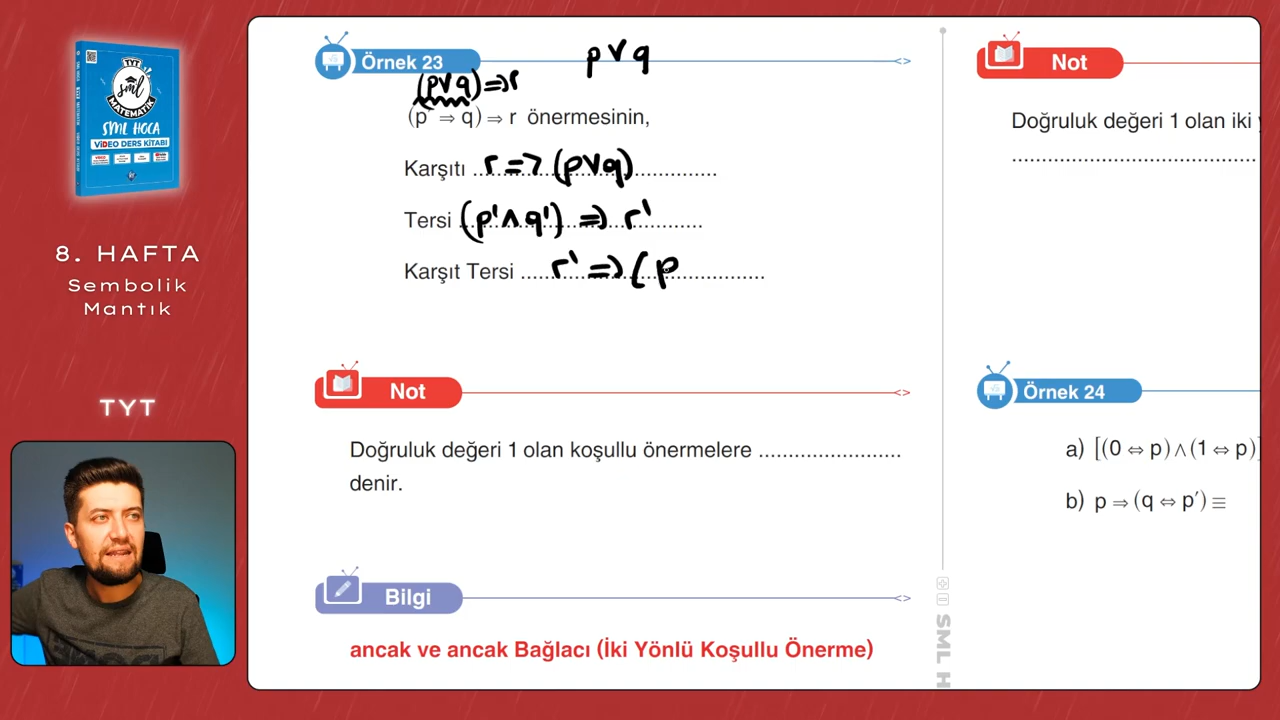 TYT
sml
MATEMATİK
SML HOCA
VİDEO DERS KİTABI
8. HAFTA
Sembolik
Mantık
TYT
Örnek 23
p ∨ q
(p ∨ q) ⇒ r
(p' ⇒ q) ⇒ r önermesinin,
Karşıtı r ⇒ (p ∨ q)
Tersi (p' ∧ q') ⇒ r'
Karşıt Tersi r' ⇒ (p
Not
Doğruluk değeri 1 olan koşullu önermelere ........................
denir.
Bilgi
ancak ve ancak Bağlacı (İki Yönlü Koşullu Önerme)
SML H
Not
Doğruluk değeri 1 olan iki
Örnek 24
a) [(0 ⇔ p) ∧ (1 ⇔ p)]
b) p ⇒ (q ⇔ p′) ≡